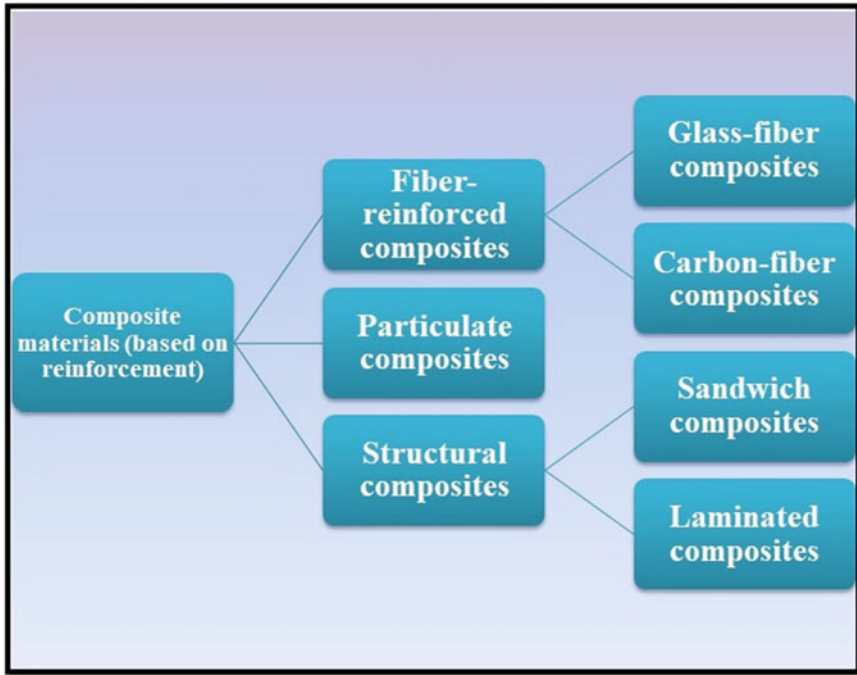 Composite
materials (based on
reinforcement)
Fiber-
reinforced
composites
Particulate
composites
Structural
composites
Glass-fiber
composites
Carbon-fiber
composites
Sandwich
composites
Laminated
composites